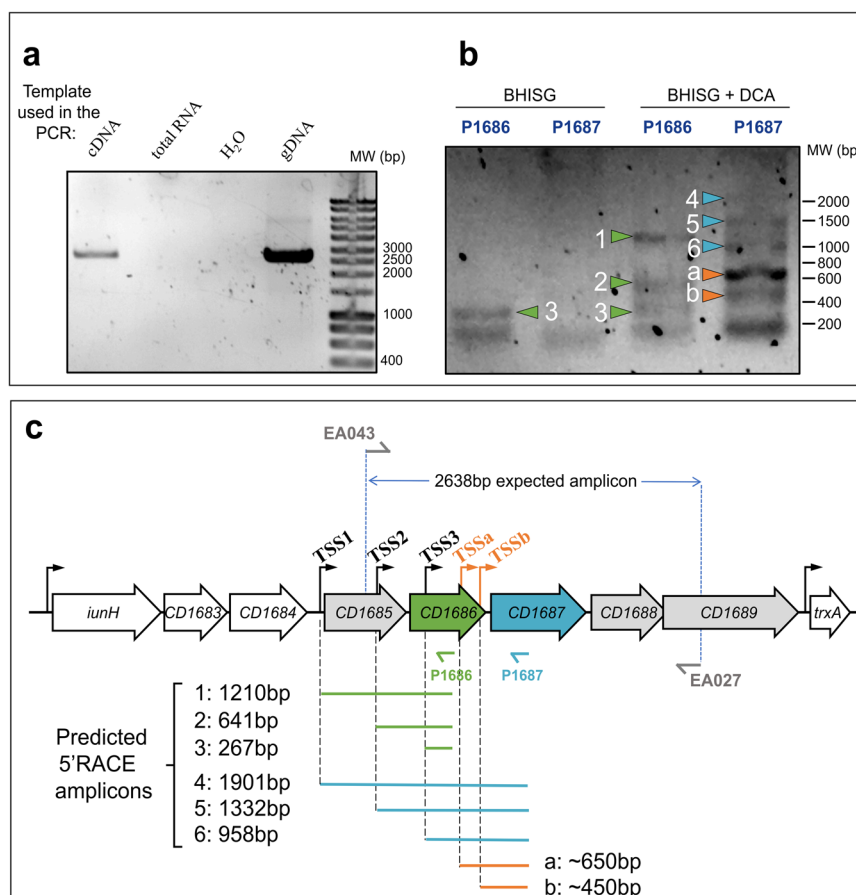 a
Template
used in the
PCR:
cDNA
total RNA
H2O
gDNA
MW (bp)
3000
2500
2000
1000
400
b
BHISG
BHISG + DCA
P1686
P1687
P1686
P1687
MW (bp
4
5
1
6
a
2
b
3
3
2000
1500
1000
800
600
400
200
c
EA043
2638bp expected amplicon
TSS1
TSS2
TSS3
TSSa
TSSb
iunH
CD1683
CD1684
CD1685
CD1686
CD1687
CD1688
CD1689
trxA
P1686
P1687
EA027
Predicted
5'RACE
amplicons
1: 1210bp
2: 641bp
3: 267bp
4: 1901bp
5: 1332bp
6: 958bp
a: ~650bp
b: ~450bp